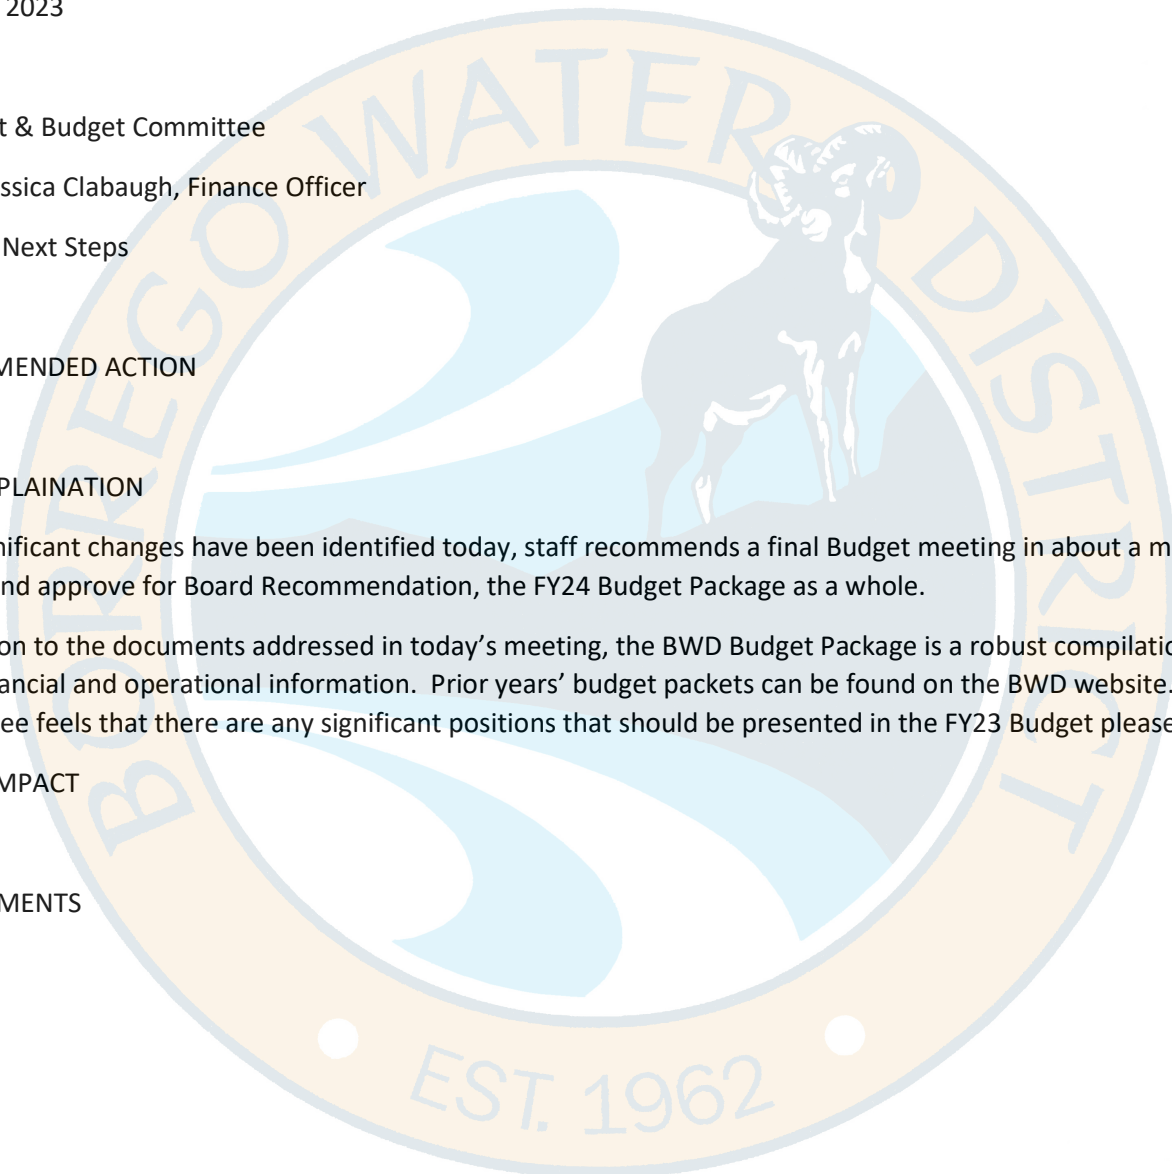 2023
t & Budget Committee
ssica Clabaugh, Finance Officer
Next Steps
MENDED ACTION
PLAINATION
nificant changes have been identified today, staff recommends a final Budget meeting in about a m
nd approve for Board Recommendation, the FY24 Budget Package as a whole.
on to the documents addressed in today’s meeting, the BWD Budget Package is a robust compilatio
ancial and operational information.  Prior years’ budget packets can be found on the BWD website.
ee feels that there are any significant positions that should be presented in the FY23 Budget please
MPACT
MENTS
BORREGO WATER DISTRICT
EST. 1962